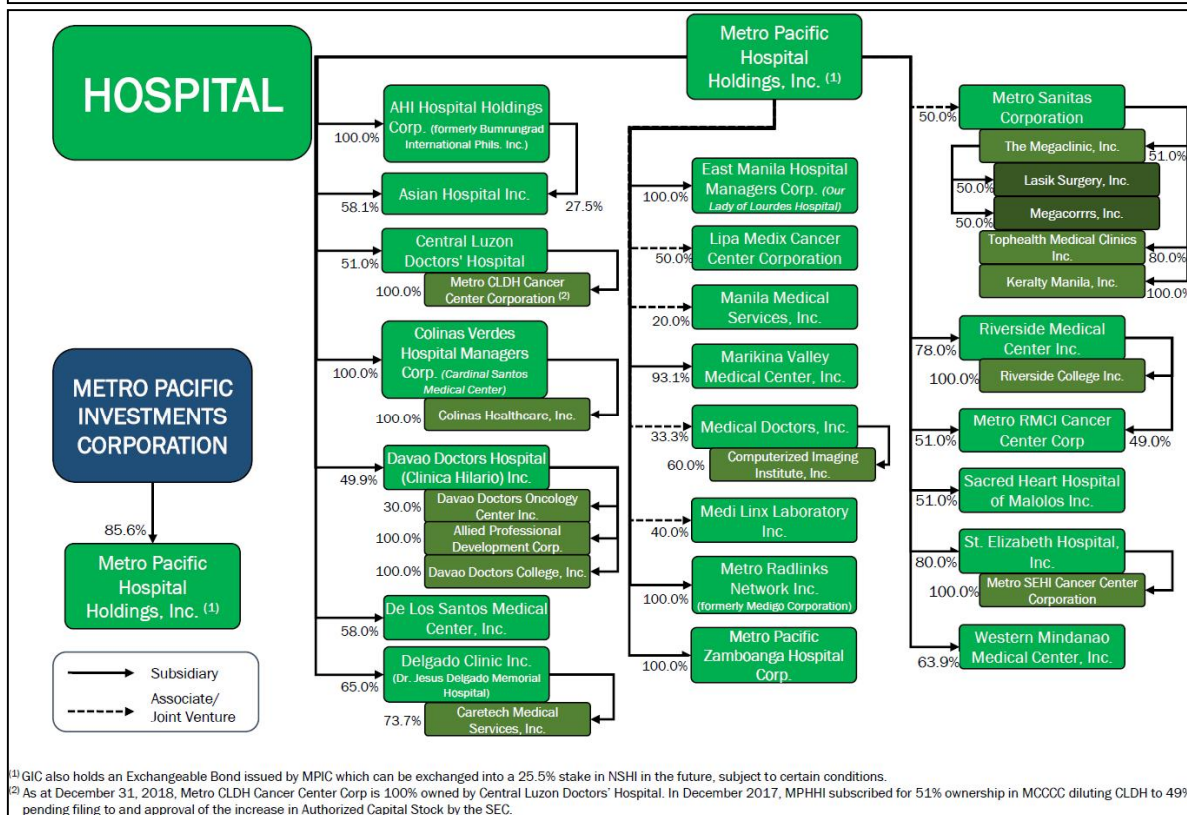 HOSPITAL
METRO PACIFIC
INVESTMENTS
CORPORATION
85.6%
Metro Pacific
Hospital
Holdings, Inc. (1)
Subsidiary
Associate/
Joint Venture
Metro Pacific
Hospital
Holdings, Inc. (1)
AHI Hospital Holdings
Corp. (formerly Bumrungrad
International Phils. Inc.)
100.0%
Asian Hospital Inc.
58.1%
27.5%
Central Luzon
Doctors' Hospital
51.0%
Metro CLDH Cancer
Center Corporation (2)
100.0%
Colinas Verdes
Hospital Managers
Corp. (Cardinal Santos
Medical Center)
100.0%
Colinas Healthcare, Inc.
100.0%
Davao Doctors Hospital
(Clinica Hilario) Inc.
49.9%
Davao Doctors Oncology
Center Inc.
30.0%
Allied Professional
Development Corp.
100.0%
Davao Doctors College, Inc.
100.0%
De Los Santos Medical
Center, Inc.
58.0%
Delgado Clinic Inc.
(Dr. Jesus Delgado Memorial
Hospital)
65.0%
Caretech Medical
Services, Inc.
73.7%
East Manila Hospital
Managers Corp. (Our
Lady of Lourdes Hospital)
100.0%
Lipa Medix Cancer
Center Corporation
50.0%
Manila Medical
Services, Inc.
20.0%
Marikina Valley
Medical Center, Inc.
93.1%
Medical Doctors, Inc.
33.3%
Computerized Imaging
Institute, Inc.
60.0%
Medi Linx Laboratory
Inc.
40.0%
Metro Radlinks
Network Inc.
(formerly Medigo Corporation)
100.0%
Metro Pacific
Zamboanga Hospital
Corp.
100.0%
Metro Sanitas
Corporation
50.0%
The Megaclinic, Inc.
51.0%
Lasik Surgery, Inc.
50.0%
Megacorrrs, Inc.
50.0%
Tophealth Medical Clinics
Inc.
80.0%
Keralty Manila, Inc.
100.0%
Riverside Medical
Center Inc.
78.0%
Riverside College Inc.
100.0%
Metro RMCI Cancer
Center Corp
51.0%
49.0%
Sacred Heart Hospital
of Malolos Inc.
51.0%
St. Elizabeth Hospital,
Inc.
80.0%
Metro SEHI Cancer Center
Corporation
100.0%
Western Mindanao
Medical Center, Inc.
63.9%
(1) GIC also holds an Exchangeable Bond issued by MPIC which can be exchanged into a 25.5% stake in NSHI in the future, subject to certain conditions.
(2) As at December 31, 2018, Metro CLDH Cancer Center Corp is 100% owned by Central Luzon Doctors' Hospital. In December 2017, MPHHI subscribed for 51% ownership in MCCCC diluting CLDH to 49%
pending filing to and approval of the increase in Authorized Capital Stock by the SEC.